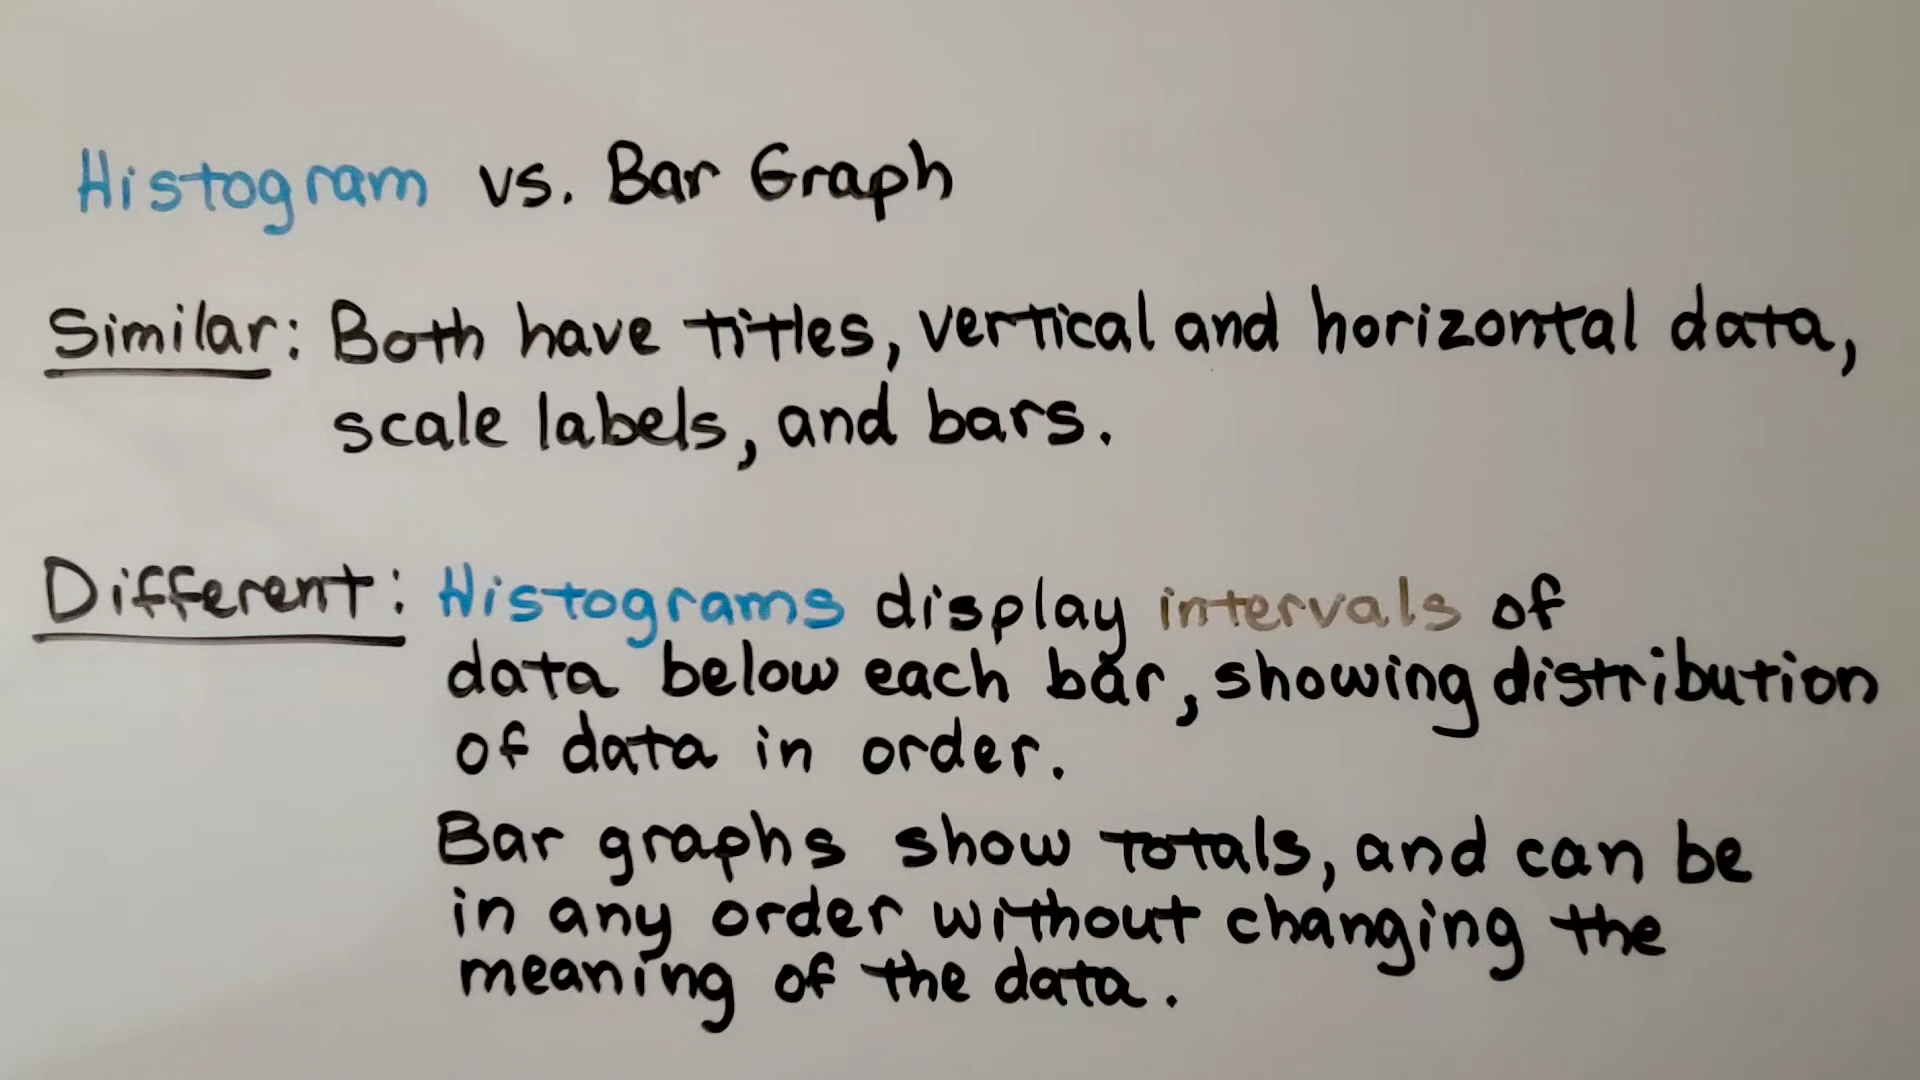 Histogram vs. Bar Graph
Similar: Both have titles, vertical and horizontal data,
scale labels, and bars.
Different: Histograms display intervals of
data below each bar, showing distribution
of data in order.
Bar graphs show totals, and can be
in any order without changing the
meaning of the data.